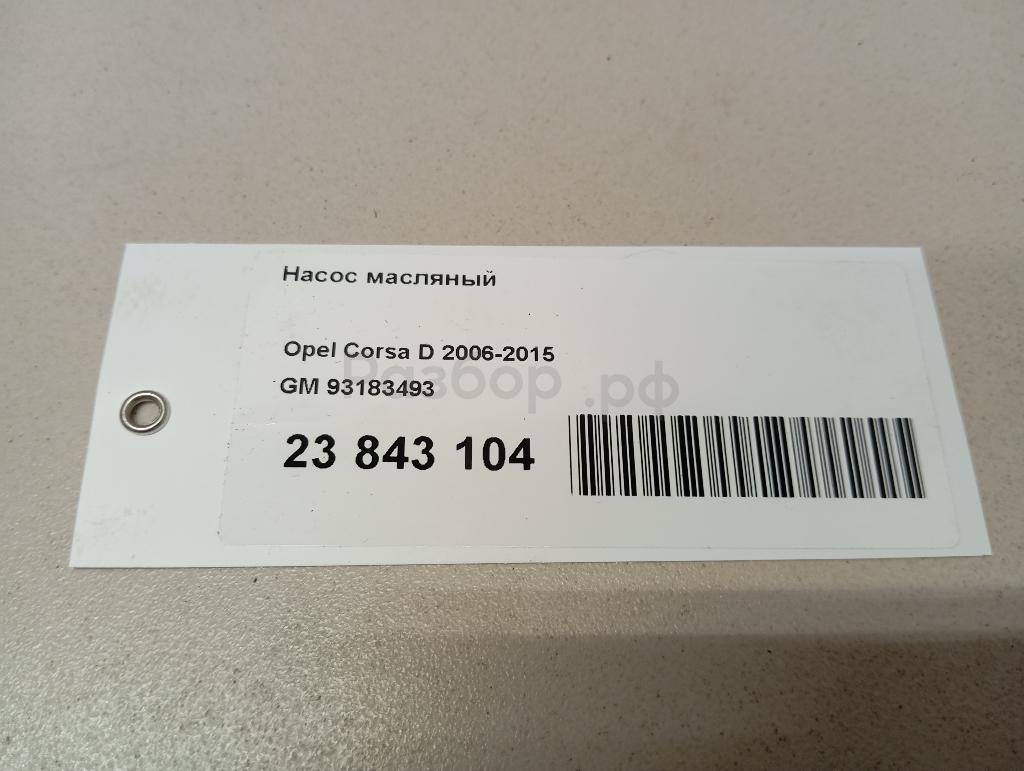 Насос масляный
Opel Corsa D 2006-2015
Разбор.рф
GM 93183493
23 843 104